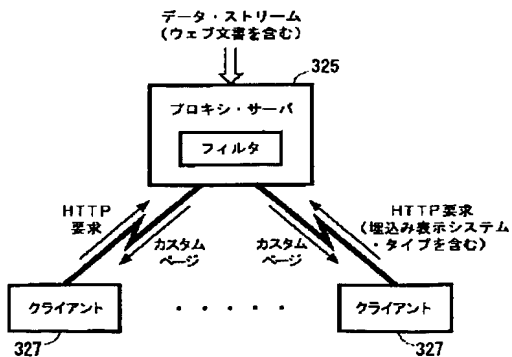 データ・ストリーム
(ウェブ文書を含む)
325
プロキシ・サーバ
フィルタ
HTTP
要求
カスタム
ページ
カスタム
ページ
HTTP要求
(埋込み表示システム
・タイプを含む)
クライアント
クライアント
327
327